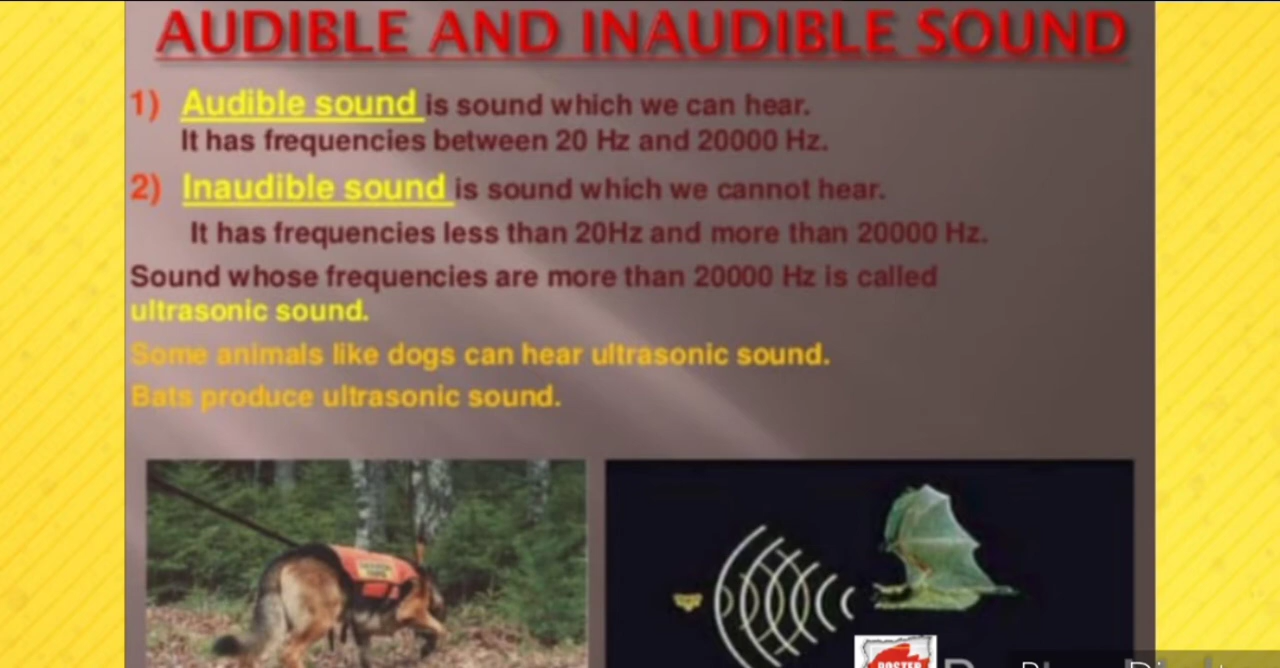 AUDIBLE AND INAUDIBLE SOUND
1) Audible sound is sound which we can hear.
It has frequencies between 20 Hz and 20000 Hz.
2) Inaudible sound is sound which we cannot hear.
It has frequencies less than 20Hz and more than 20000 Hz.
Sound whose frequencies are more than 20000 Hz is called
ultrasonic sound.
Some animals like dogs can hear ultrasonic sound.
Bats produce ultrasonic sound.
POSTER